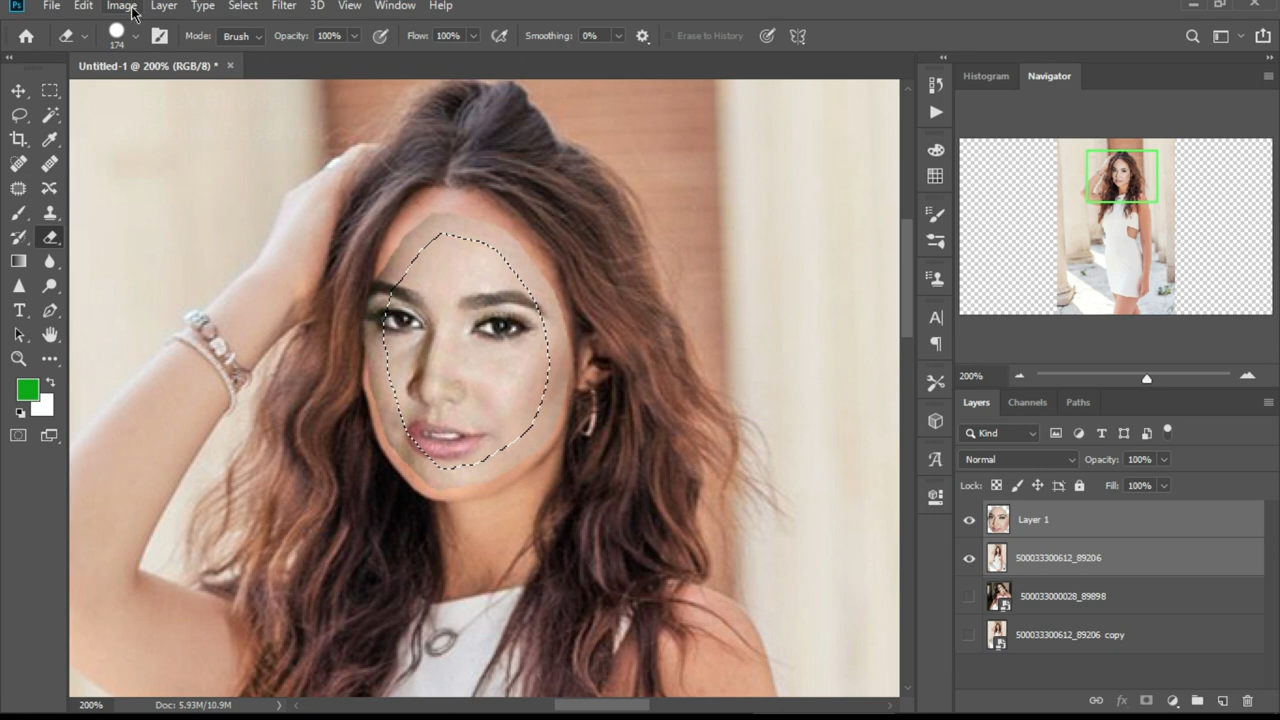 Ps File Edit Image Layer Type Select Filter 3D View Window Help
174 Mode: Brush Opacity: 100% Flow: 100% Smoothing: 0% Erase to History
Untitled-1 @ 200% (RGB/8) * ×
Histogram Navigator
200%
Layers Channels Paths
Kind
Normal Opacity: 100%
Lock: Fill: 100%
Layer 1
500033300612_89206
500033000028_89898
500033300612_89206 copy
200% Doc: 5.93M/10.9M
fx